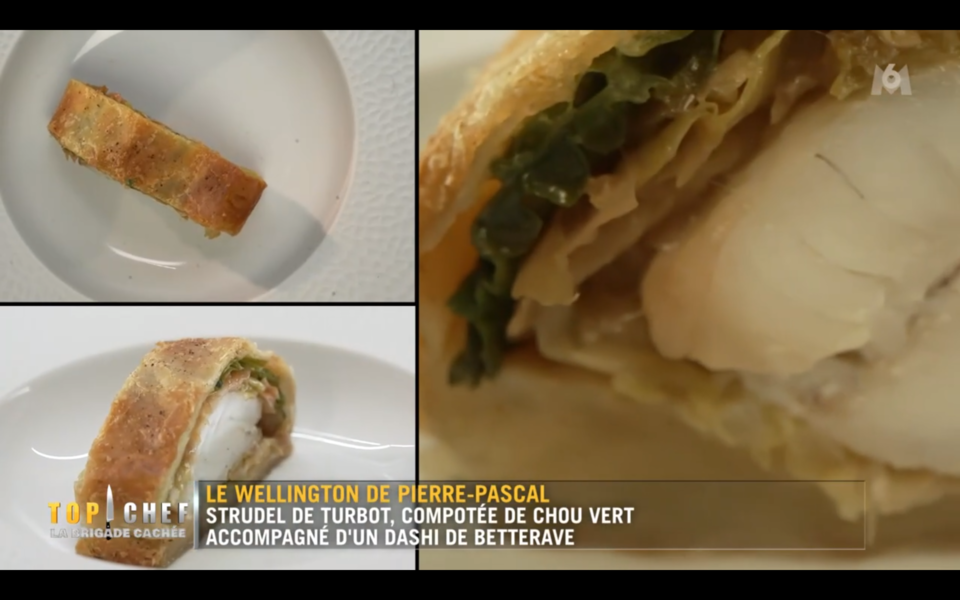 M6
LE WELLINGTON DE PIERRE-PASCAL
STRUDEL DE TURBOT, COMPOTÉE DE CHOU VERT
ACCOMPAGNÉ D'UN DASHI DE BETTERAVE
TOP CHEF
LA BRIGADE CACHÉE